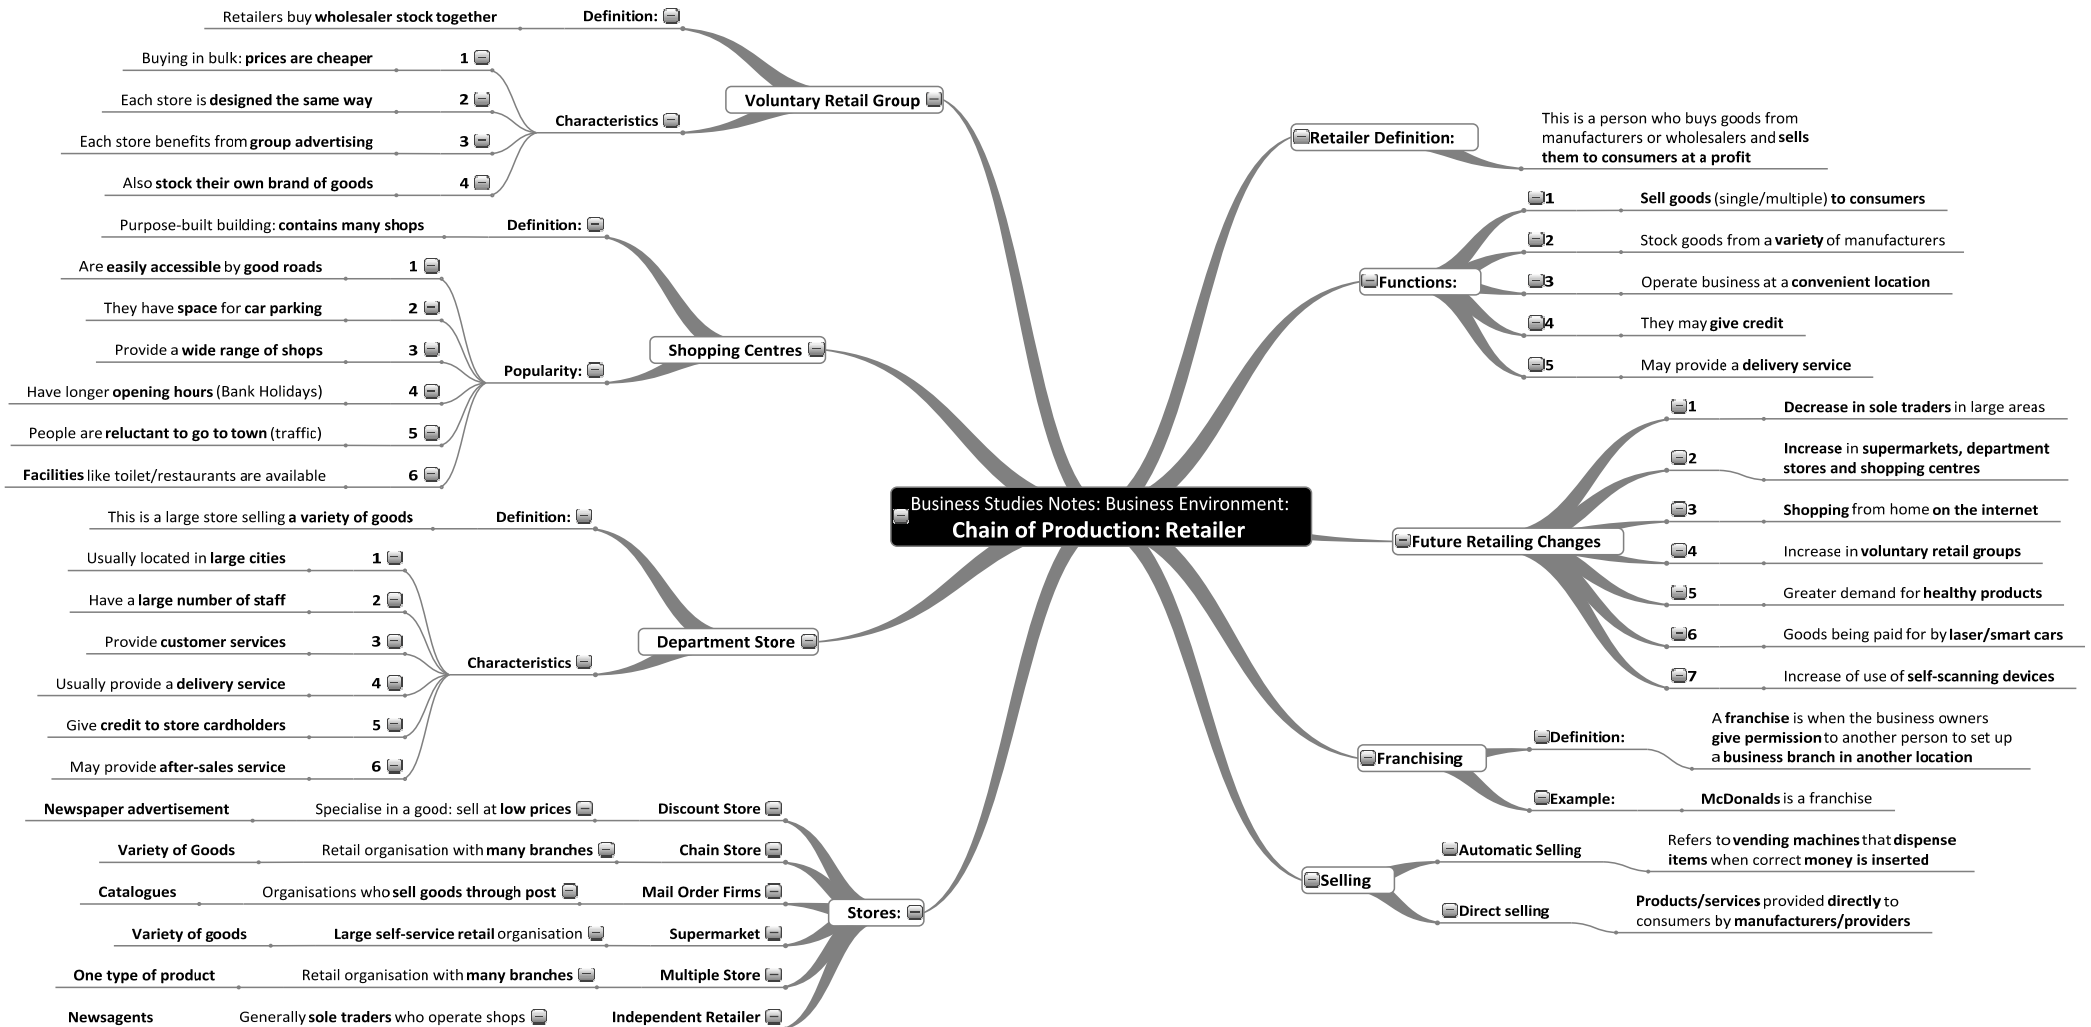 Business Studies Notes: Business Environment:
Chain of Production: Retailer
Voluntary Retail Group
Definition:
Retailers buy wholesaler stock together
Characteristics
1
Buying in bulk: prices are cheaper
2
Each store is designed the same way
3
Each store benefits from group advertising
4
Also stock their own brand of goods
Shopping Centres
Definition:
Purpose-built building: contains many shops
Popularity:
1
Are easily accessible by good roads
2
They have space for car parking
3
Provide a wide range of shops
4
Have longer opening hours (Bank Holidays)
5
People are reluctant to go to town (traffic)
6
Facilities like toilet/restaurants are available
Department Store
Definition:
This is a large store selling a variety of goods
Characteristics
1
Usually located in large cities
2
Have a large number of staff
3
Provide customer services
4
Usually provide a delivery service
5
Give credit to store cardholders
6
May provide after-sales service
Stores:
Discount Store
Specialise in a good: sell at low prices
Newspaper advertisement
Chain Store
Retail organisation with many branches
Variety of Goods
Mail Order Firms
Organisations who sell goods through post
Catalogues
Supermarket
Large self-service retail organisation
Variety of goods
Multiple Store
Retail organisation with many branches
One type of product
Independent Retailer
Generally sole traders who operate shops
Newsagents
Retailer Definition:
This is a person who buys goods from
manufacturers or wholesalers and sells
them to consumers at a profit
Functions:
1
Sell goods (single/multiple) to consumers
2
Stock goods from a variety of manufacturers
3
Operate business at a convenient location
4
They may give credit
5
May provide a delivery service
Future Retailing Changes
1
Decrease in sole traders in large areas
2
Increase in supermarkets, department
stores and shopping centres
3
Shopping from home on the internet
4
Increase in voluntary retail groups
5
Greater demand for healthy products
6
Goods being paid for by laser/smart cars
7
Increase of use of self-scanning devices
Franchising
Definition:
A franchise is when the business owners
give permission to another person to set up
a business branch in another location
Example:
McDonalds is a franchise
Selling
Automatic Selling
Refers to vending machines that dispense
items when correct money is inserted
Direct selling
Products/services provided directly to
consumers by manufacturers/providers